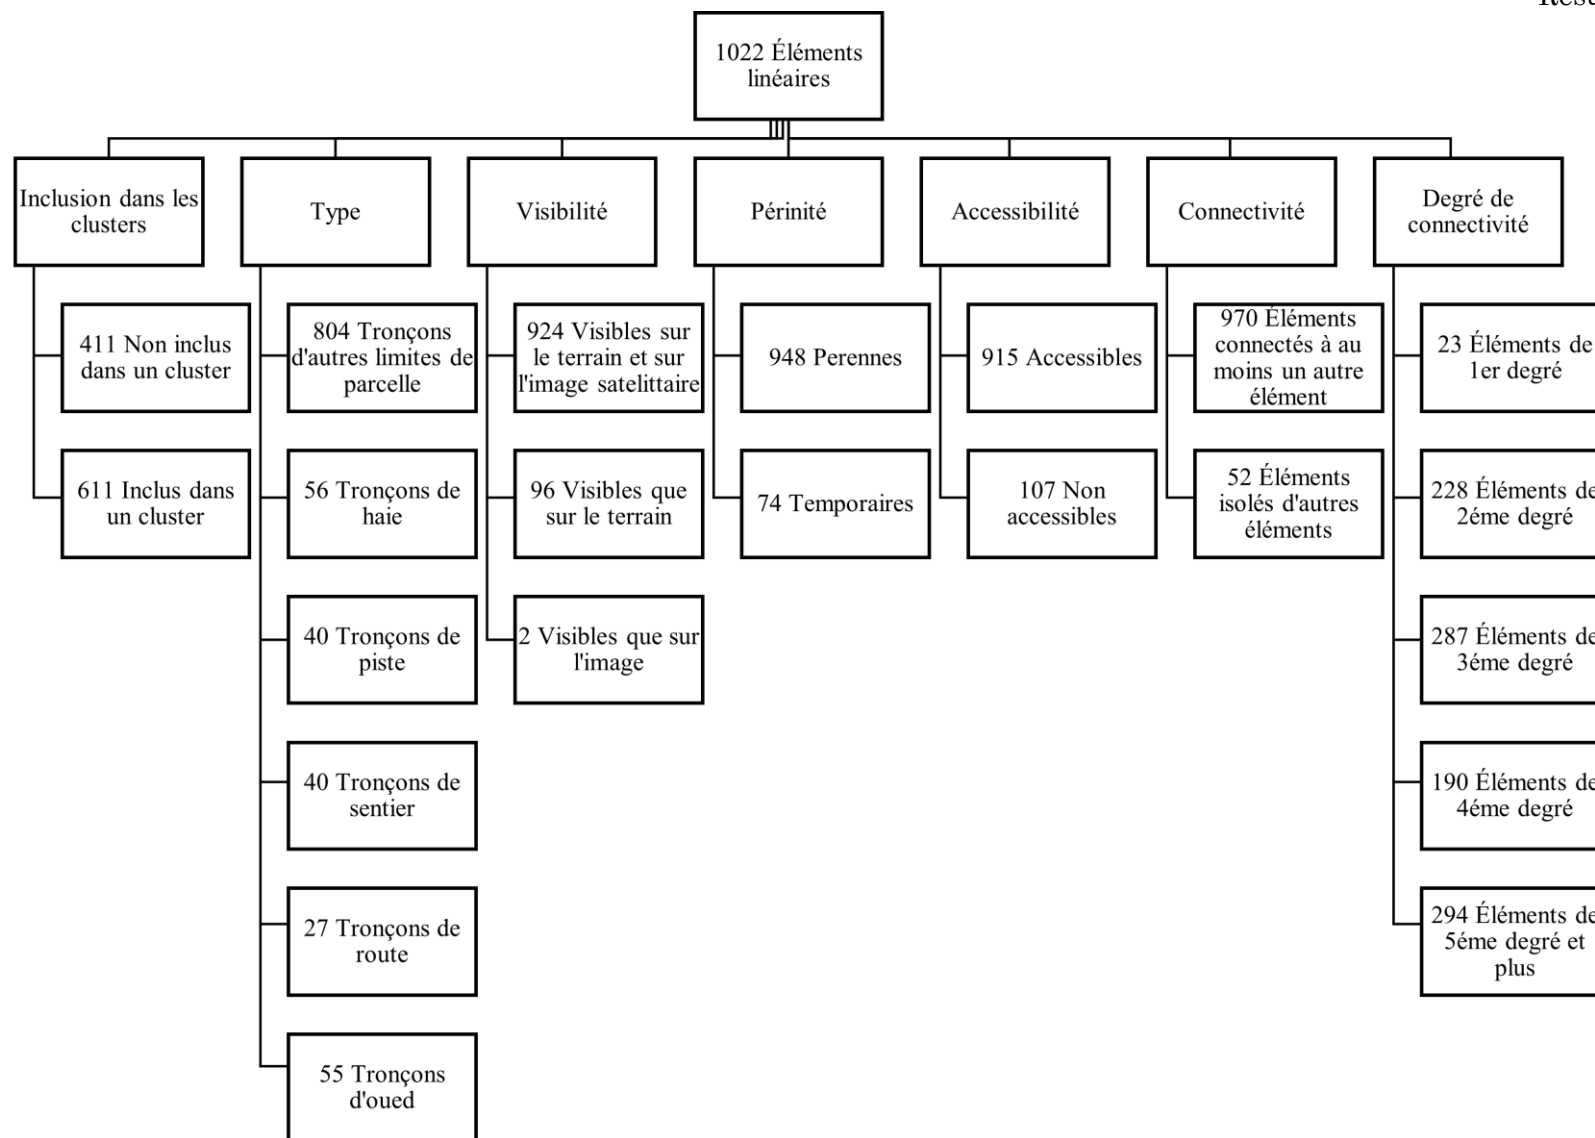 Resu
1022 Éléments
linéaires
Inclusion dans les
clusters
Type
Visibilité
Périnité
Accessibilité
Connectivité
Degré de
connectivité
411 Non inclus
dans un cluster
611 Inclus dans
un cluster
804 Tronçons
d'autres limites de
parcelle
56 Tronçons de
haie
40 Tronçons de
piste
40 Tronçons de
sentier
27 Tronçons de
route
55 Tronçons
d'oued
924 Visibles sur
le terrain et sur
l'image satelittaire
96 Visibles que
sur le terrain
2 Visibles que sur
l'image
948 Perennes
74 Temporaires
915 Accessibles
107 Non
accessibles
970 Éléments
connectés à au
moins un autre
élément
52 Éléments
isolés d'autres
éléments
23 Éléments de
1er degré
228 Éléments de
2éme degré
287 Éléments de
3éme degré
190 Éléments de
4éme degré
294 Éléments de
5éme degré et
plus